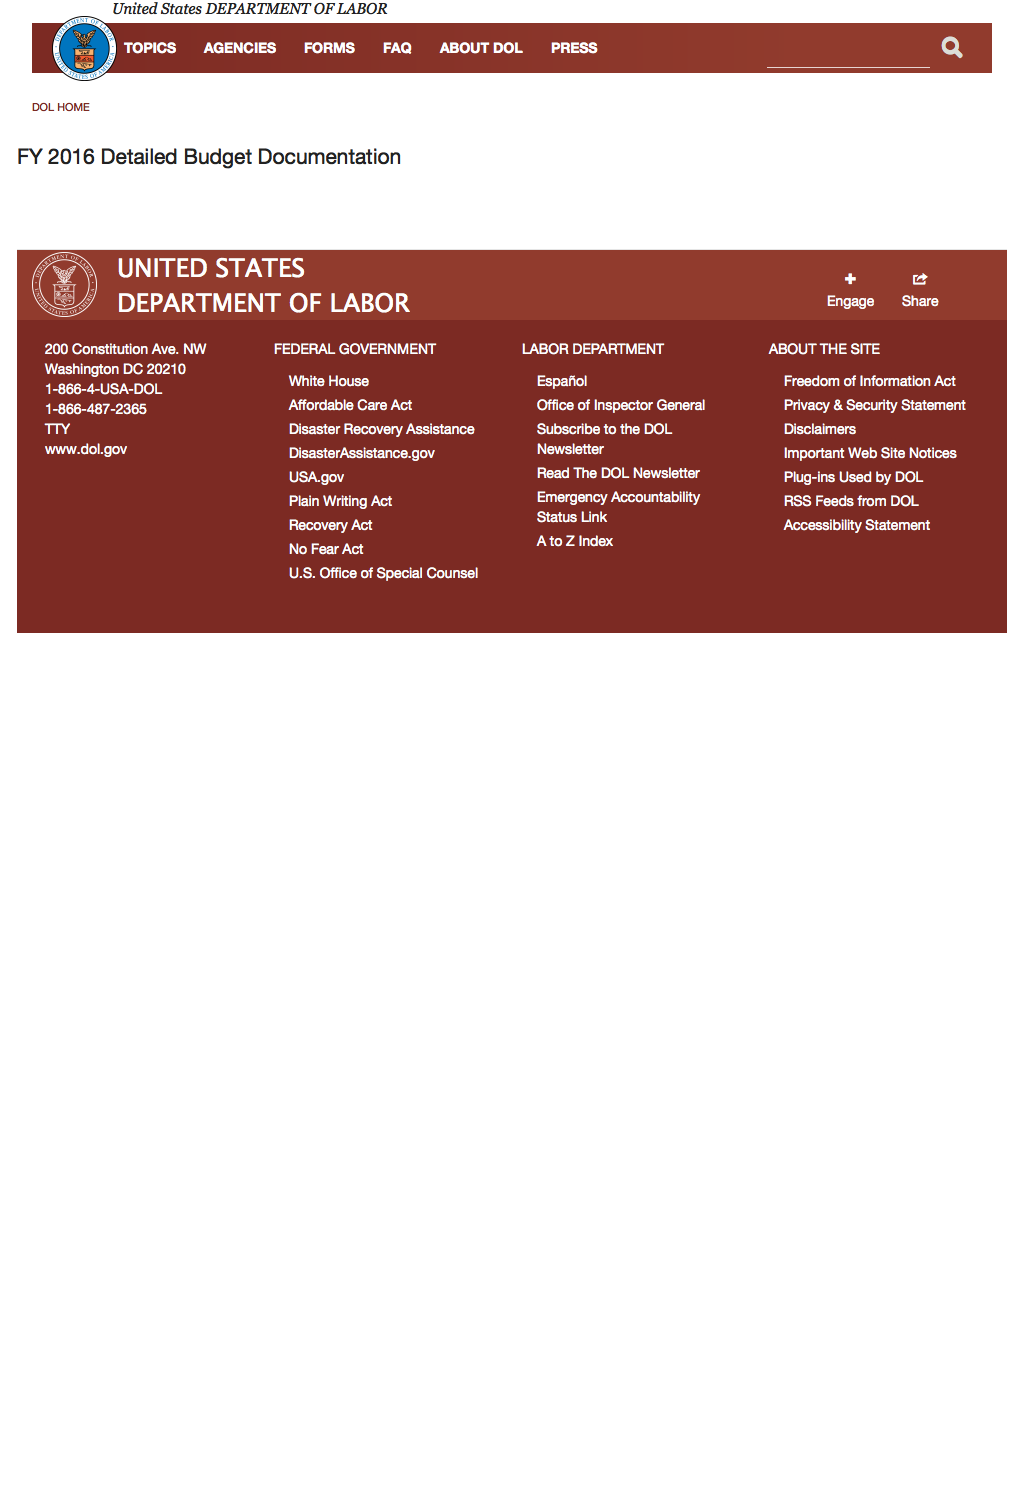 United States DEPARTMENT OF LABOR
TOPICS AGENCIES FORMS FAQ ABOUT DOL PRESS
DOL HOME
FY 2016 Detailed Budget Documentation
UNITED STATES
DEPARTMENT OF LABOR
Engage Share
200 Constitution Ave. NW
Washington DC 20210
1-866-4-USA-DOL
1-866-487-2365
TTY
www.dol.gov
FEDERAL GOVERNMENT
White House
Affordable Care Act
Disaster Recovery Assistance
DisasterAssistance.gov
USA.gov
Plain Writing Act
Recovery Act
No Fear Act
U.S. Office of Special Counsel
LABOR DEPARTMENT
Español
Office of Inspector General
Subscribe to the DOL
Newsletter
Read The DOL Newsletter
Emergency Accountability
Status Link
A to Z Index
ABOUT THE SITE
Freedom of Information Act
Privacy & Security Statement
Disclaimers
Important Web Site Notices
Plug-ins Used by DOL
RSS Feeds from DOL
Accessibility Statement